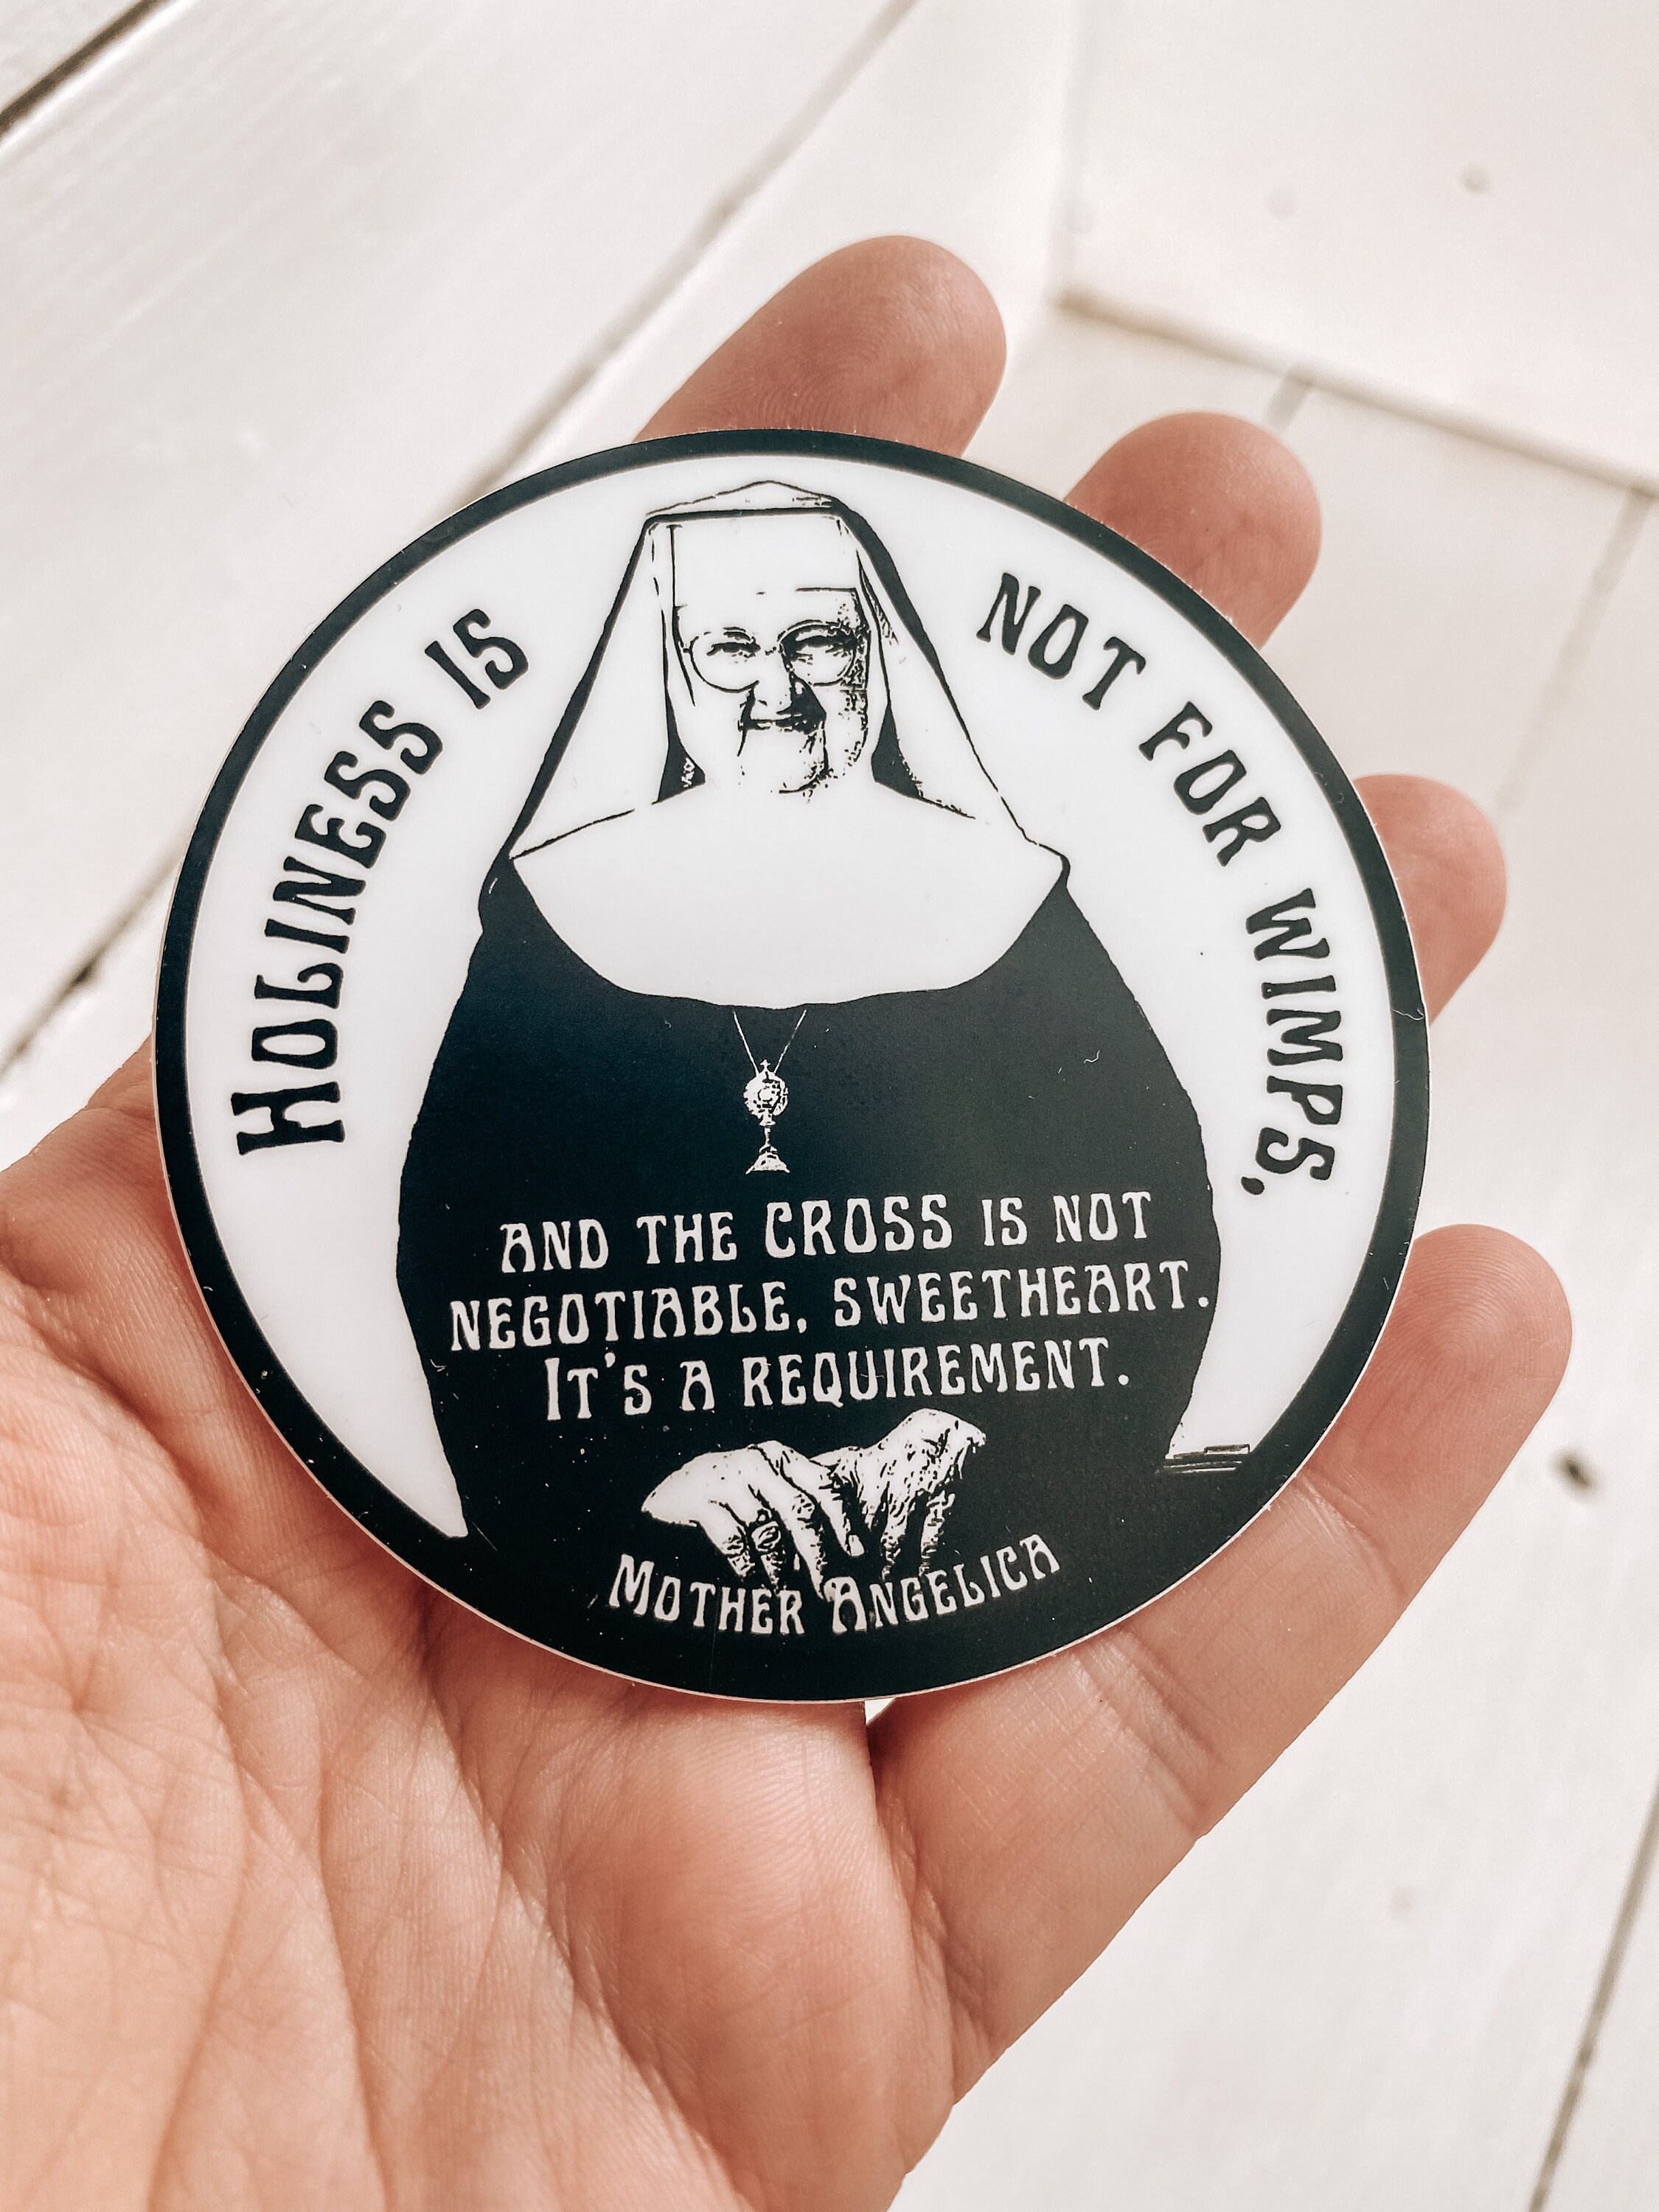 Holiness is
not for wimps,
and the cross is not
negotiable, sweetheart.
It's a requirement.
Mother Angelica